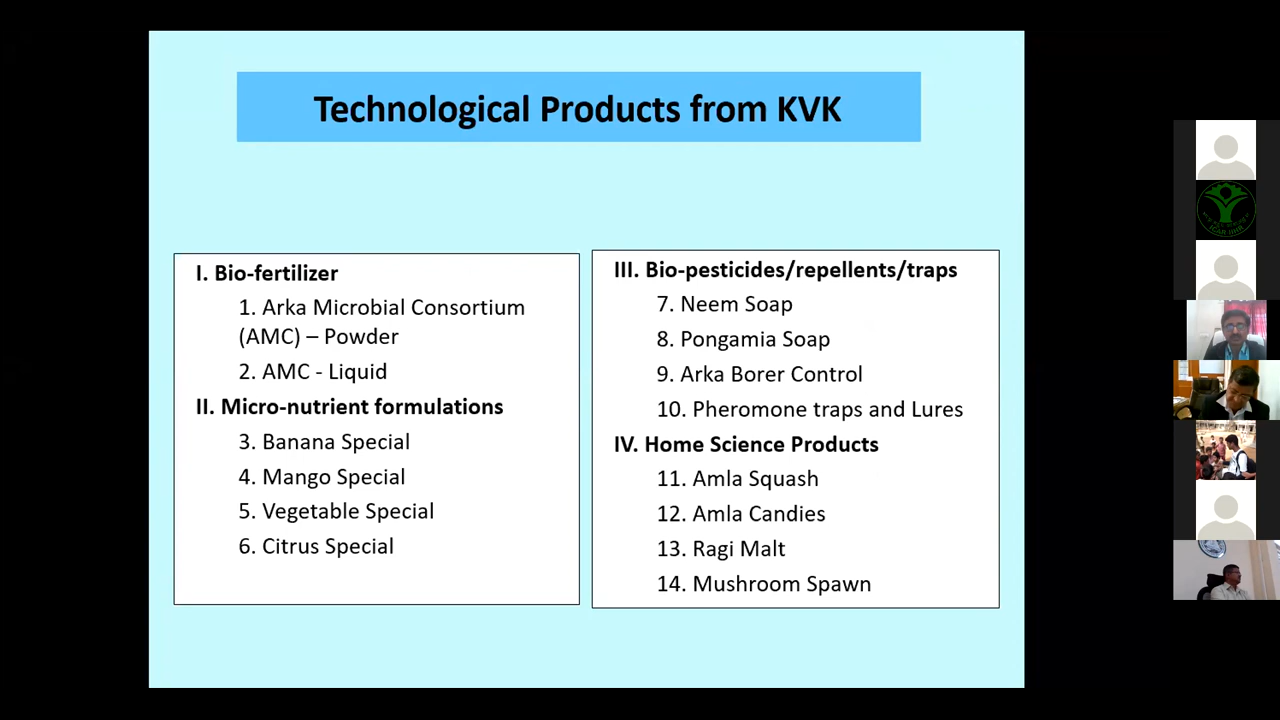 Technological Products from KVK
I. Bio-fertilizer
1. Arka Microbial Consortium
(AMC) – Powder
2. AMC - Liquid
II. Micro-nutrient formulations
3. Banana Special
4. Mango Special
5. Vegetable Special
6. Citrus Special
III. Bio-pesticides/repellents/traps
7. Neem Soap
8. Pongamia Soap
9. Arka Borer Control
10. Pheromone traps and Lures
IV. Home Science Products
11. Amla Squash
12. Amla Candies
13. Ragi Malt
14. Mushroom Spawn